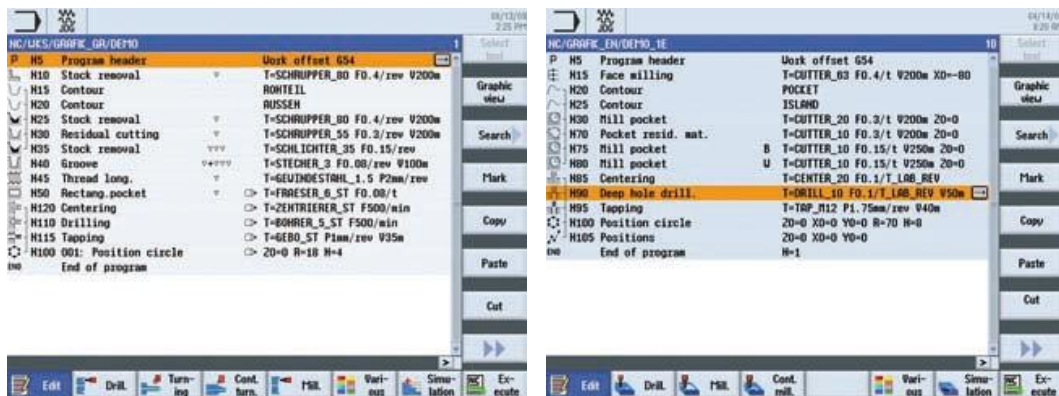 2:25 PM
NC/WKS/GRAFIK_GR/DEMO 1
Select tool
P N5 Program header Work offset G54
N10 Stock removal ▽ T=SCHRUPPER_80 F0.4/rev V200m
N15 Contour ROHTEIL
N20 Contour AUSSEN
N25 Stock removal ▽ T=SCHRUPPER_80 F0.4/rev V200m
N30 Residual cutting ▽ T=SCHRUPPER_55 F0.3/rev V200m
N35 Stock removal ▽▽▽ T=SCHLICHTER_35 F0.15/rev
N40 Groove ▽+▽▽▽ T=STECHER_3 F0.08/rev V100m
N45 Thread long. ▽ T=GEWINDESTAHL_1.5 P2mm/rev
N50 Rectang.pocket ▽ T=FRAESER_6_ST F0.08/t
N120 Centering T=ZENTRIERER_ST F500/min
N110 Drilling T=BOHRER_5_ST F500/min
N115 Tapping T=GEBO_ST P1mm/rev V35m
N100 001: Position circle Z0=0 R=18 N=4
END End of program
Graphic view
Search
Mark
Copy
Paste
Cut
Edit
Drill.
Turn-ing
Cont. turn.
Mill.
Vari-ous
Simu-lation
Ex-ecute
NC/GRAFIK_EN/DEMO_1E 10
Select tool
P N5 Program header Work offset G54
N15 Face milling T=CUTTER_63 F0.4/t V200m X0=-80
N20 Contour POCKET
N25 Contour ISLAND
N30 Mill pocket T=CUTTER_20 F0.3/t V200m Z0=0
N70 Pocket resid. mat. T=CUTTER_10 F0.3/t V200m Z0=0
N75 Mill pocket B T=CUTTER_10 F0.15/t V250m Z0=0
N80 Mill pocket W T=CUTTER_10 F0.15/t V250m Z0=0
N85 Centering T=CENTER_20 F0.1/T_LAB_REV
N90 Deep hole drill. T=DRILL_10 F0.1/T_LAB_REV V50m
N95 Tapping T=TAP_M12 P1.75mm/rev V40m
N100 Position circle Z0=0 X0=0 Y0=0 R=70 N=8
N105 Positions Z0=0 X0=0 Y0=0
END End of program N=1
Graphic view
Search
Mark
Copy
Paste
Cut
Edit
Drill.
Mill.
Cont. mill.
Vari-ous
Simu-lation
Ex-ecute